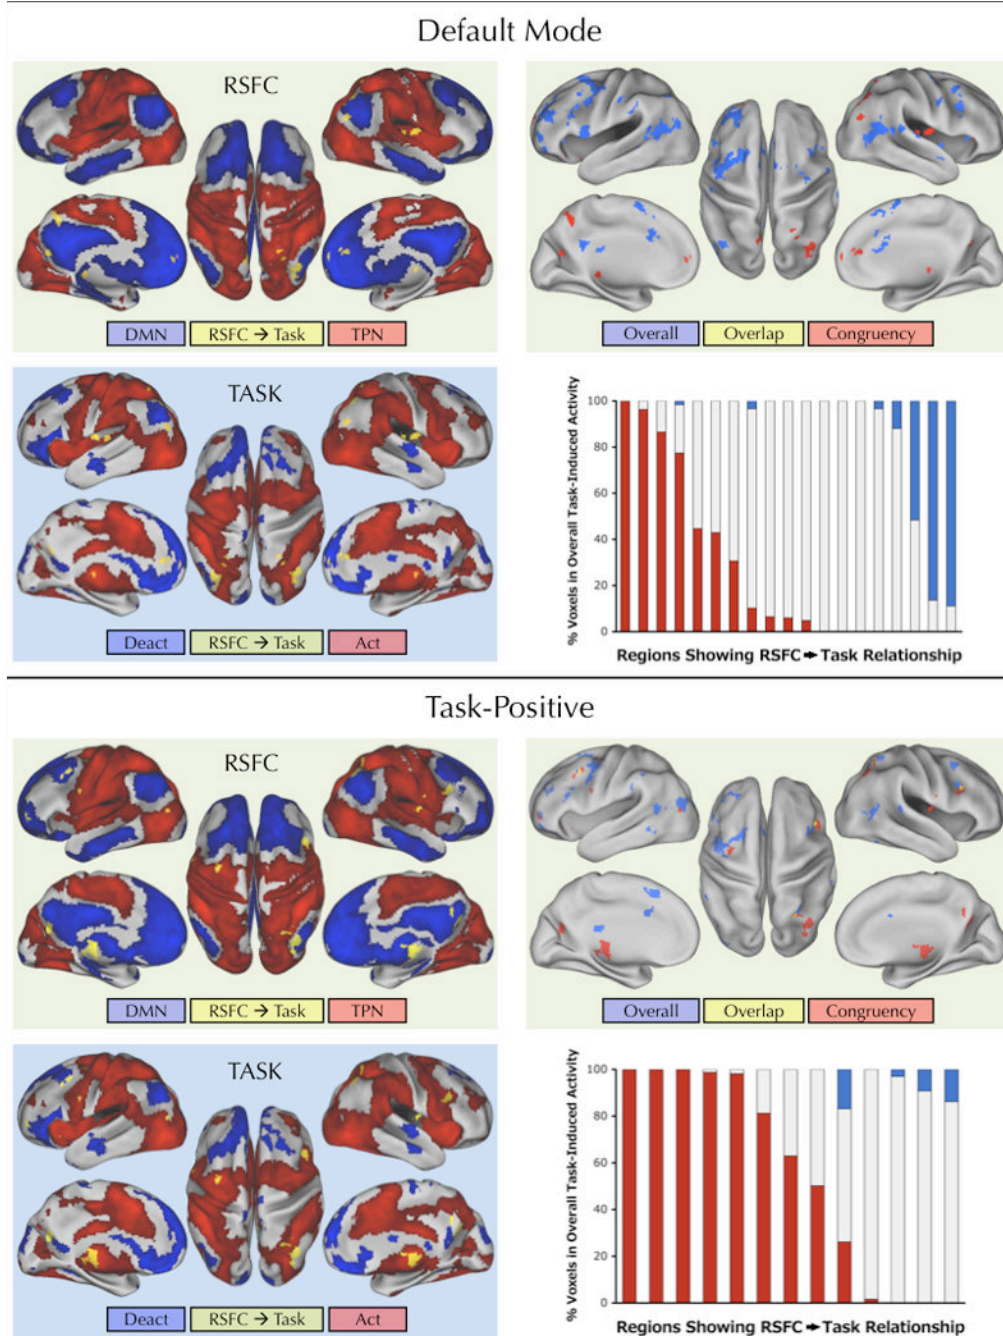 Default Mode
RSFC
DMN
RSFC → Task
TPN
Overall
Overlap
Congruency
TASK
Deact
RSFC → Task
Act
% Voxels in Overall Task-Induced Activity
100
80
60
40
20
0
Regions Showing RSFC → Task Relationship
Task-Positive
RSFC
DMN
RSFC → Task
TPN
Overall
Overlap
Congruency
TASK
Deact
RSFC → Task
Act
% Voxels in Overall Task-Induced Activity
100
80
60
40
20
0
Regions Showing RSFC → Task Relationship